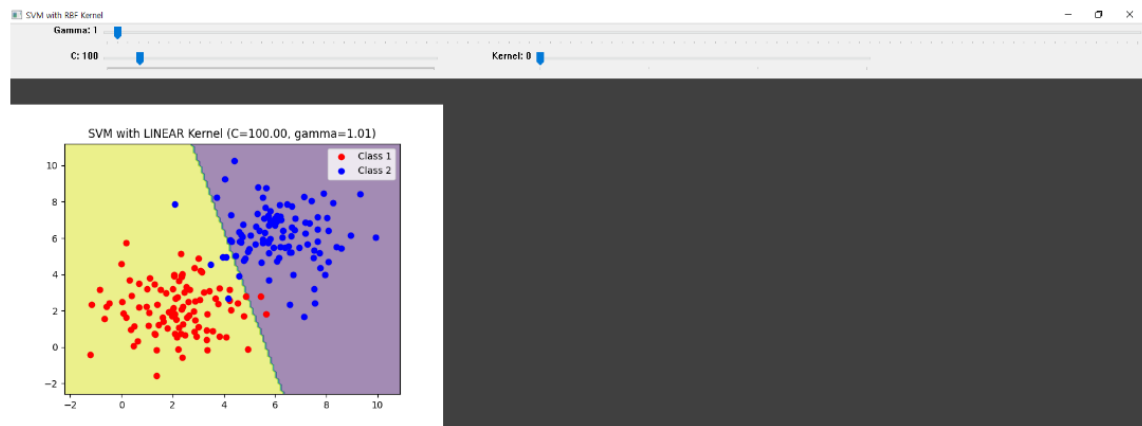 SVM with RBF Kernel
Gamma: 1
C: 100
Kernel: 0
SVM with LINEAR Kernel (C=100.00, gamma=1.01)
Class 1
Class 2
10
8
6
4
2
0
−2
−2
0
2
4
6
8
10